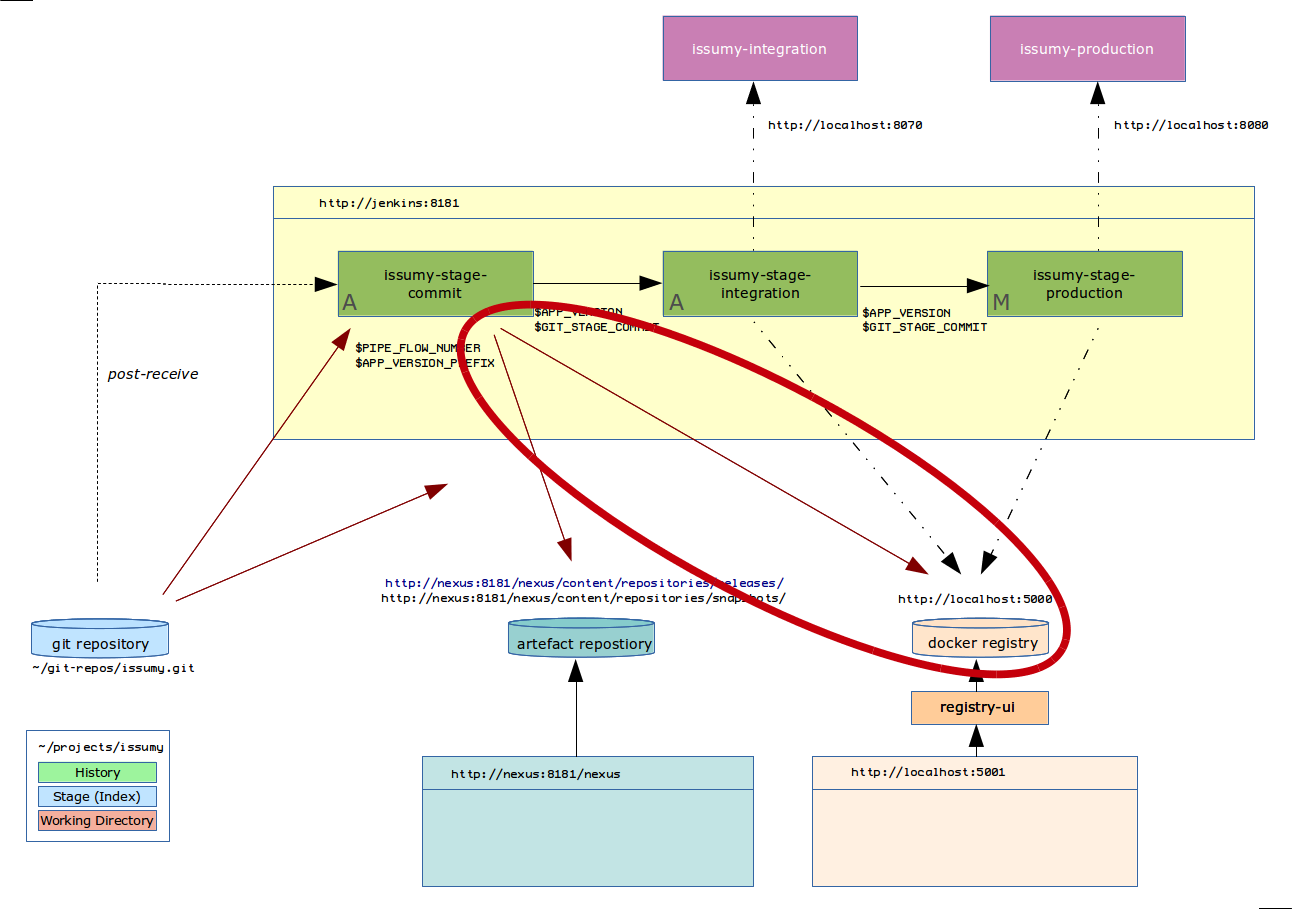 issumy-integration
issumy-production
http://localhost:8070
http://localhost:8080
http://jenkins:8181
issumy-stage-
commit
A
issumy-stage-
integration
A
issumy-stage-
production
M
$APP_VERSION
$GIT_STAGE_COMMIT
$APP_VERSION
$GIT_STAGE_COMMIT
$PIPE_FLOW_NUMBER
$APP_VERSION_PREFIX
post-receive
http://nexus:8181/nexus/content/repositories/releases/
http://nexus:8181/nexus/content/repositories/snapshots/
http://localhost:5000
git repository
artefact repostiory
docker registry
~/git-repos/issumy.git
registry-ui
~/projects/issumy
History
Stage (Index)
Working Directory
http://nexus:8181/nexus
http://localhost:5001